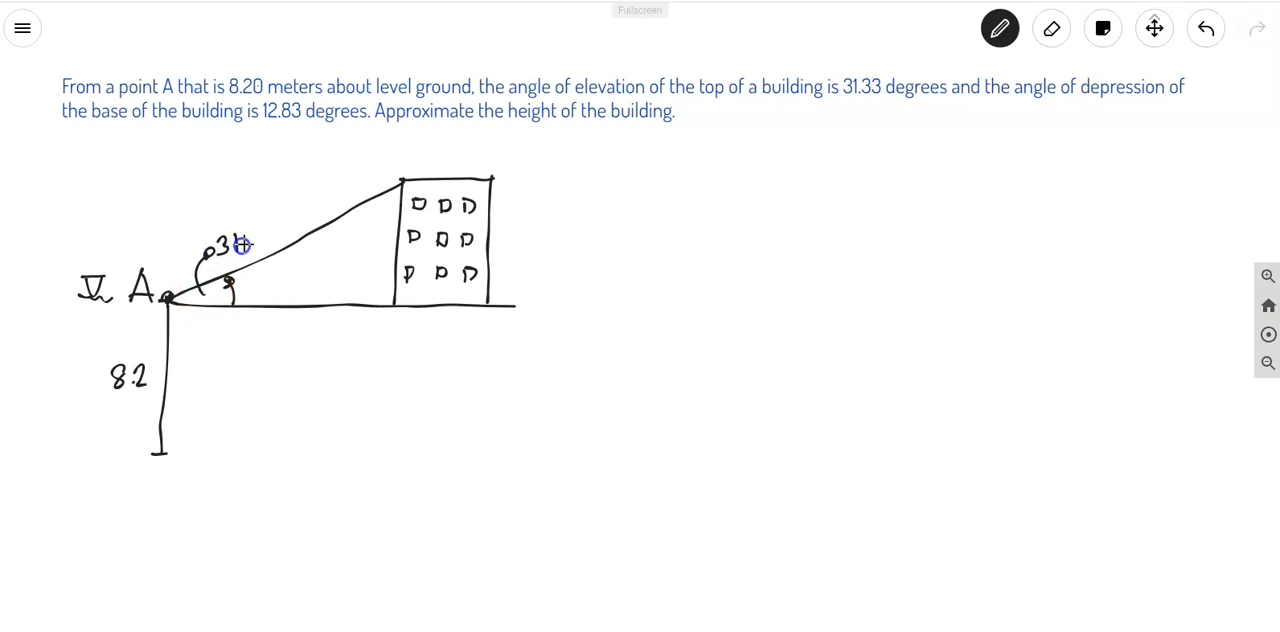 Fullscreen
From a point A that is 8.20 meters about level ground, the angle of elevation of the top of a building is 31.33 degrees and the angle of depression of
the base of the building is 12.83 degrees. Approximate the height of the building.
A
8.2